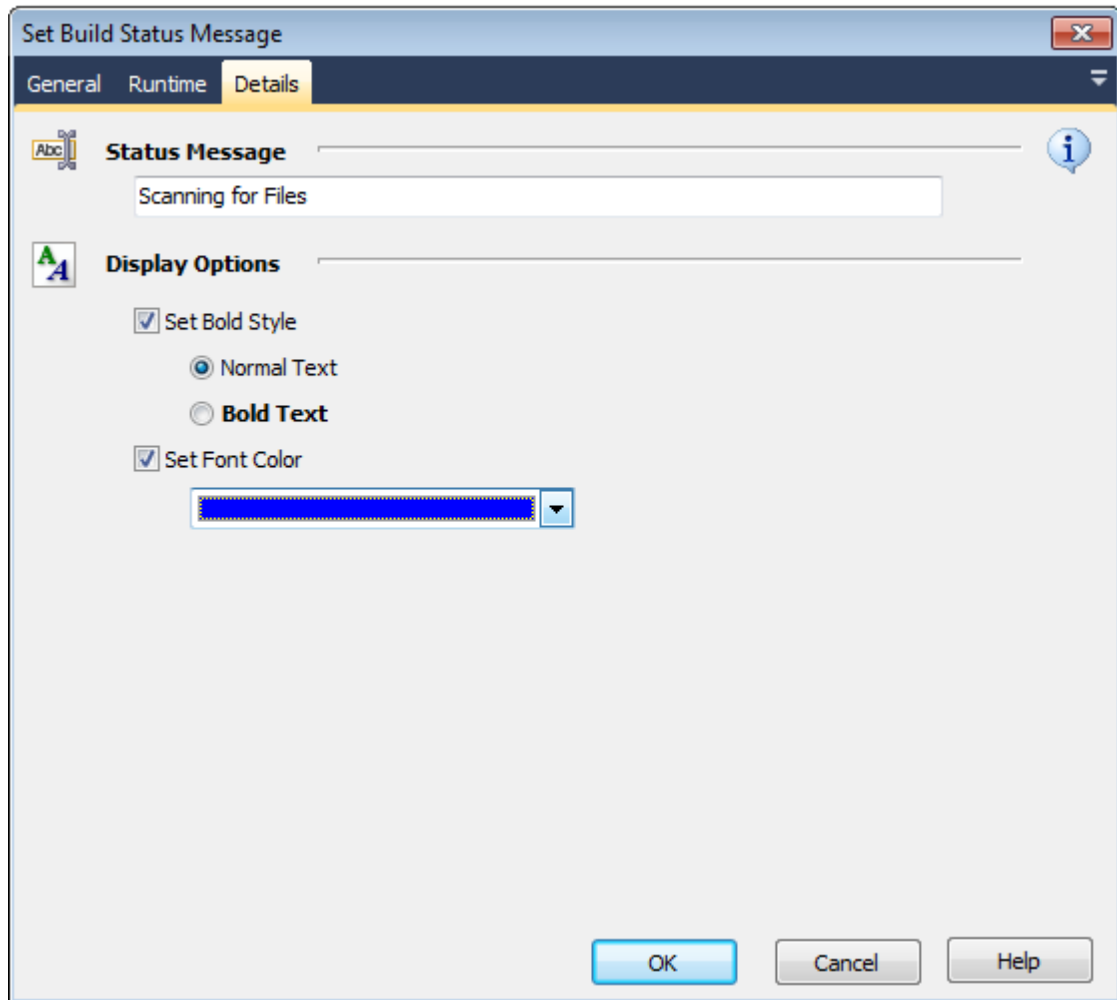 Set Build Status Message
General Runtime Details
Abc
Status Message
i
Scanning for Files
A
A
Display Options
Set Bold Style
Normal Text
Bold Text
Set Font Color
OK Cancel Help